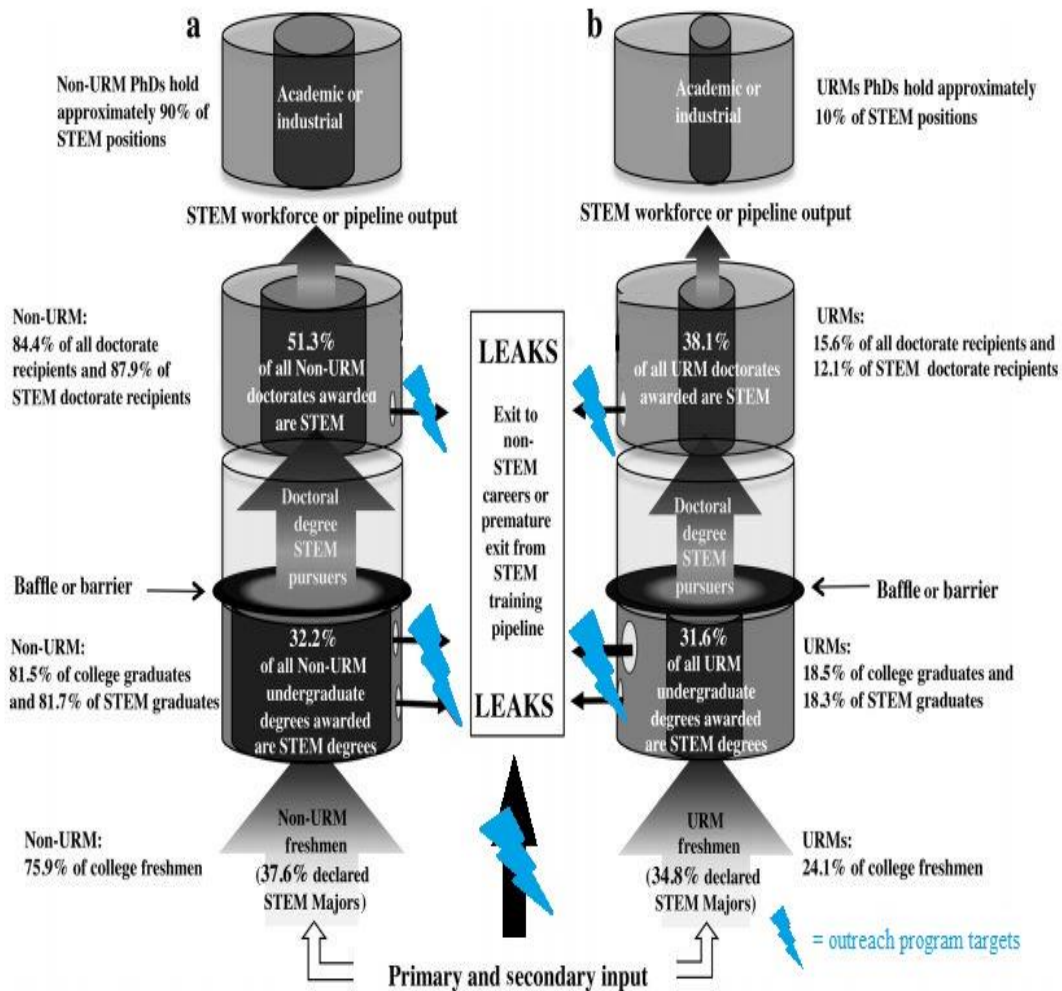 a
Non-URM PhDs hold
approximately 90% of
STEM positions
Academic or
industrial
b
Academic or
industrial
URMs PhDs hold approximately
10% of STEM positions
STEM workforce or pipeline output
STEM workforce or pipeline output
Non-URM:
84.4% of all doctorate
recipients and 87.9% of
STEM doctorate recipients
51.3%
of all Non-URM
doctorates awarded
are STEM
LEAKS
Exit to
non-
STEM
careers or
premature
exit from
STEM
training
pipeline
LEAKS
38.1%
of all URM doctorates
awarded are STEM
URMs:
15.6% of all doctorate recipients and
12.1% of STEM doctorate recipients
Doctoral
degree
STEM
pursuers
Doctoral
degree
STEM
pursuers
Baffle or barrier
Baffle or barrier
Non-URM:
81.5% of college graduates
and 81.7% of STEM graduates
32.2%
of all Non-URM
undergraduate
degrees awarded
are STEM degrees
31.6%
of all URM
undergraduate
degrees awarded
are STEM degrees
URMs:
18.5% of college graduates and
18.3% of STEM graduates
Non-URM:
75.9% of college freshmen
Non-URM
freshmen
(37.6% declared
STEM Majors)
URM
freshmen
(34.8% declared
STEM Majors)
URMs:
24.1% of college freshmen
= outreach program targets
Primary and secondary input